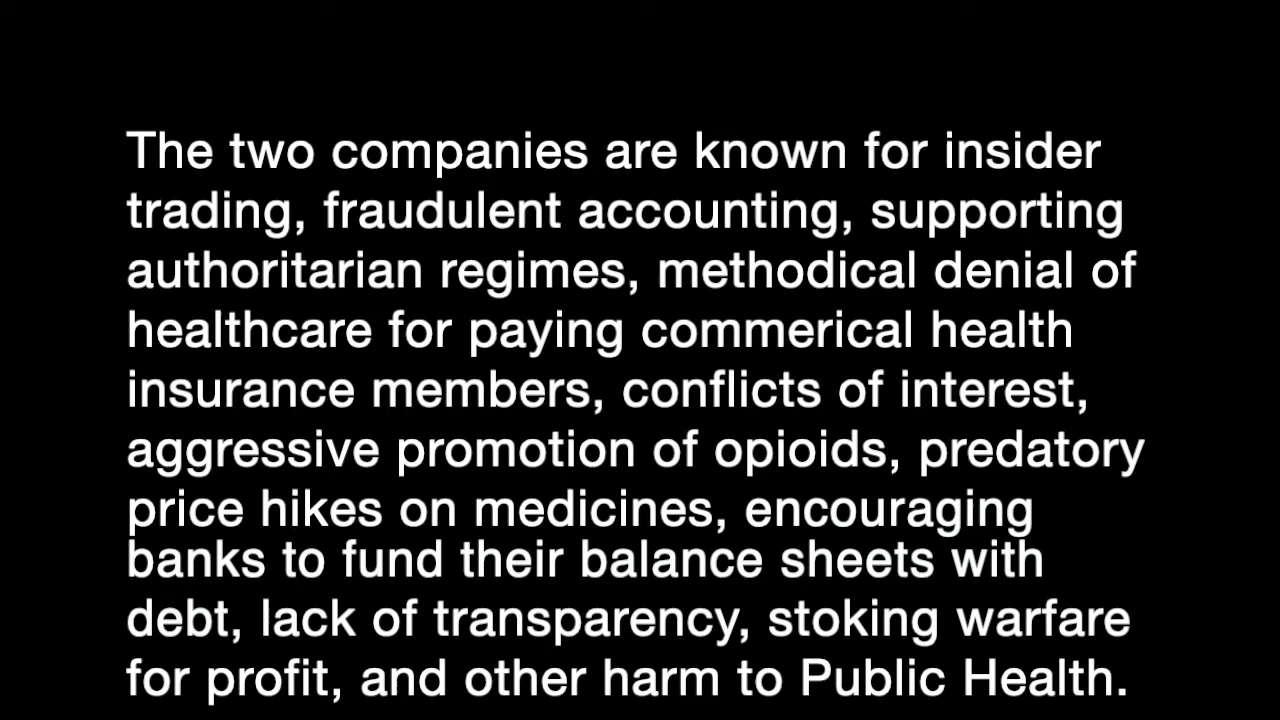 The two companies are known for insider
trading, fraudulent accounting, supporting
authoritarian regimes, methodical denial of
healthcare for paying commerical health
insurance members, conflicts of interest,
aggressive promotion of opioids, predatory
price hikes on medicines, encouraging
banks to fund their balance sheets with
debt, lack of transparency, stoking warfare
for profit, and other harm to Public Health.